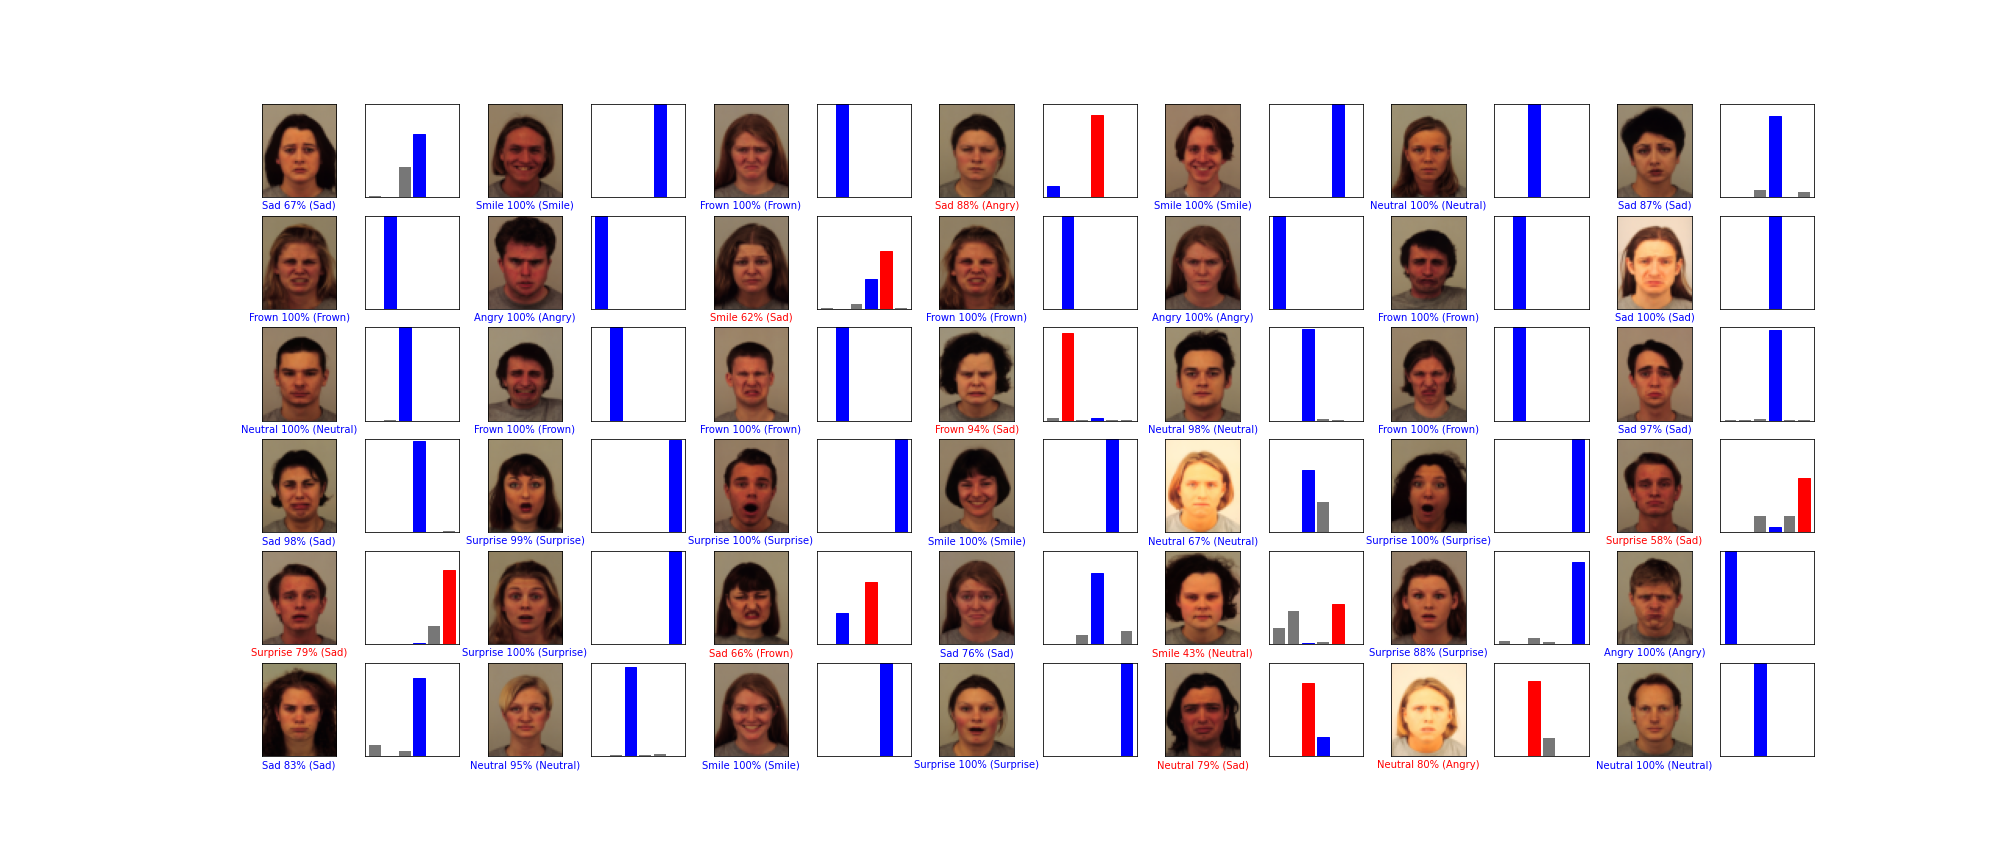 Sad 67% (Sad)
Smile 100% (Smile)
Frown 100% (Frown)
Sad 88% (Angry)
Smile 100% (Smile)
Neutral 100% (Neutral)
Sad 87% (Sad)
Frown 100% (Frown)
Angry 100% (Angry)
Smile 62% (Sad)
Frown 100% (Frown)
Angry 100% (Angry)
Frown 100% (Frown)
Sad 100% (Sad)
Neutral 100% (Neutral)
Frown 100% (Frown)
Frown 100% (Frown)
Frown 94% (Sad)
Neutral 98% (Neutral)
Frown 100% (Frown)
Sad 97% (Sad)
Sad 98% (Sad)
Surprise 99% (Surprise)
Surprise 100% (Surprise)
Smile 100% (Smile)
Neutral 67% (Neutral)
Surprise 100% (Surprise)
Surprise 58% (Sad)
Surprise 79% (Sad)
Surprise 100% (Surprise)
Sad 66% (Frown)
Sad 76% (Sad)
Smile 43% (Neutral)
Surprise 88% (Surprise)
Angry 100% (Angry)
Sad 83% (Sad)
Neutral 95% (Neutral)
Smile 100% (Smile)
Surprise 100% (Surprise)
Neutral 79% (Sad)
Neutral 80% (Angry)
Neutral 100% (Neutral)